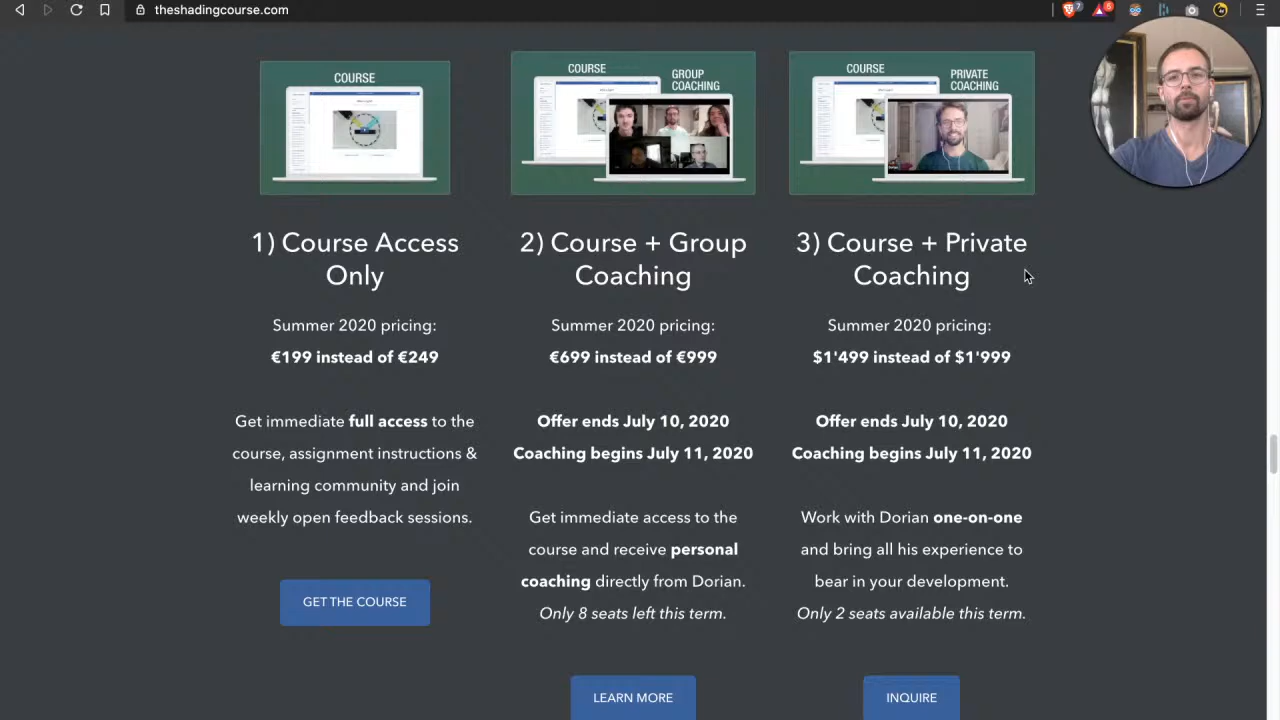 theshadingcourse.com
7
5
COURSE
COURSE
GROUP
COACHING
COURSE
PRIVATE
COACHING
1) Course Access
Only
Summer 2020 pricing:
€199 instead of €249
Get immediate full access to the
course, assignment instructions &
learning community and join
weekly open feedback sessions.
GET THE COURSE
2) Course + Group
Coaching
Summer 2020 pricing:
€699 instead of €999
Offer ends July 10, 2020
Coaching begins July 11, 2020
Get immediate access to the
course and receive personal
coaching directly from Dorian.
Only 8 seats left this term.
LEARN MORE
3) Course + Private
Coaching
Summer 2020 pricing:
$1'499 instead of $1'999
Offer ends July 10, 2020
Coaching begins July 11, 2020
Work with Dorian one-on-one
and bring all his experience to
bear in your development.
Only 2 seats available this term.
INQUIRE